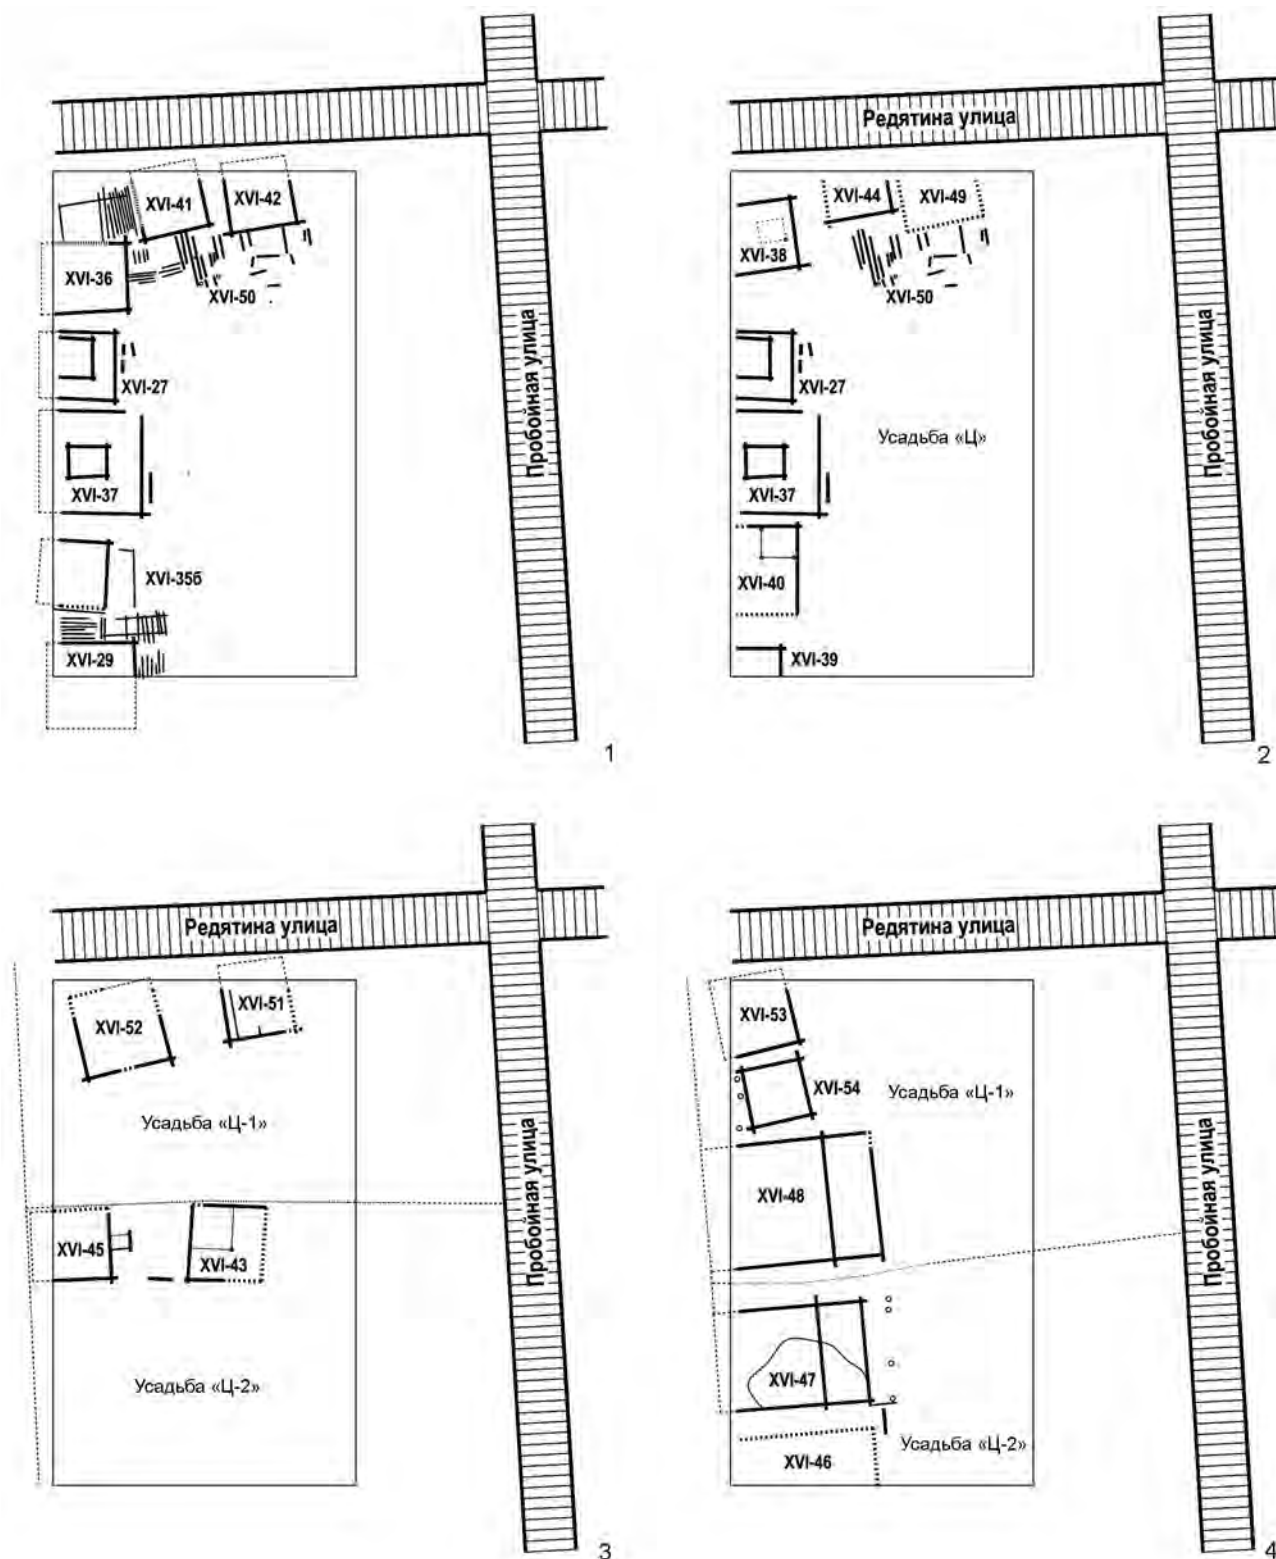 XVI-41
XVI-42
XVI-36
XVI-50
XVI-27
XVI-37
XVI-35б
XVI-29
Пробойная улица
1
Редятина улица
XVI-44
XVI-49
XVI-38
XVI-50
XVI-27
Усадьба «Ц»
XVI-37
XVI-40
XVI-39
Пробойная улица
2
Редятина улица
XVI-51
XVI-52
Усадьба «Ц-1»
XVI-45
XVI-43
Усадьба «Ц-2»
Пробойная улица
3
Редятина улица
XVI-53
XVI-54
Усадьба «Ц-1»
XVI-48
XVI-47
Усадьба «Ц-2»
XVI-46
Пробойная улица
4